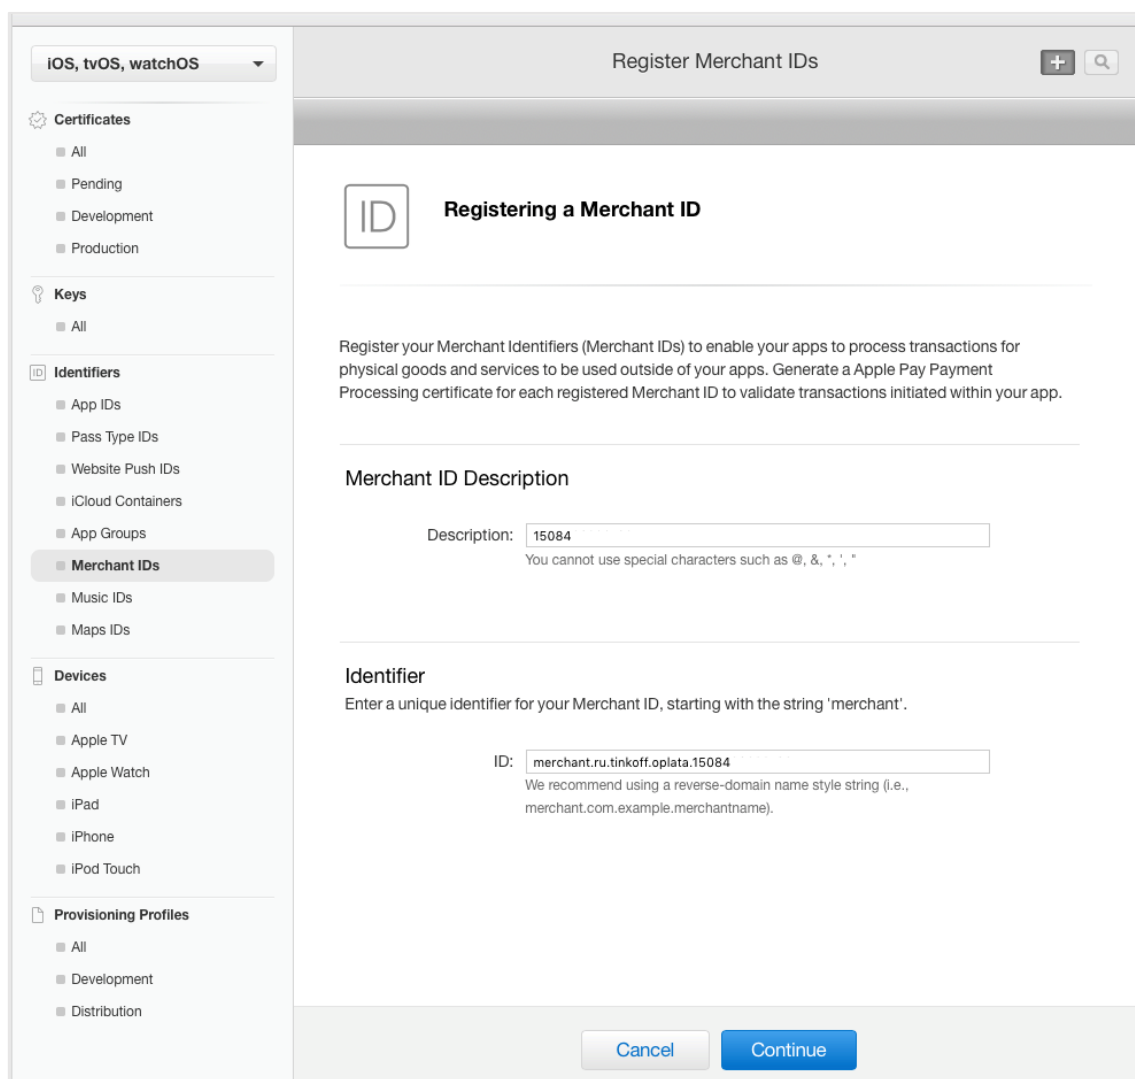 iOS, tvOS, watchOS
Certificates
All
Pending
Development
Production
Keys
All
Identifiers
App IDs
Pass Type IDs
Website Push IDs
iCloud Containers
App Groups
Merchant IDs
Music IDs
Maps IDs
Devices
All
Apple TV
Apple Watch
iPad
iPhone
iPod Touch
Provisioning Profiles
All
Development
Distribution
Register Merchant IDs
ID
Registering a Merchant ID
Register your Merchant Identifiers (Merchant IDs) to enable your apps to process transactions for
physical goods and services to be used outside of your apps. Generate a Apple Pay Payment
Processing certificate for each registered Merchant ID to validate transactions initiated within your app.
Merchant ID Description
Description: 15084
You cannot use special characters such as @, &, *, ', "
Identifier
Enter a unique identifier for your Merchant ID, starting with the string 'merchant'.
ID: merchant.ru.tinkoff.oplata.15084
We recommend using a reverse-domain name style string (i.e.,
merchant.com.example.merchantname).
Cancel
Continue